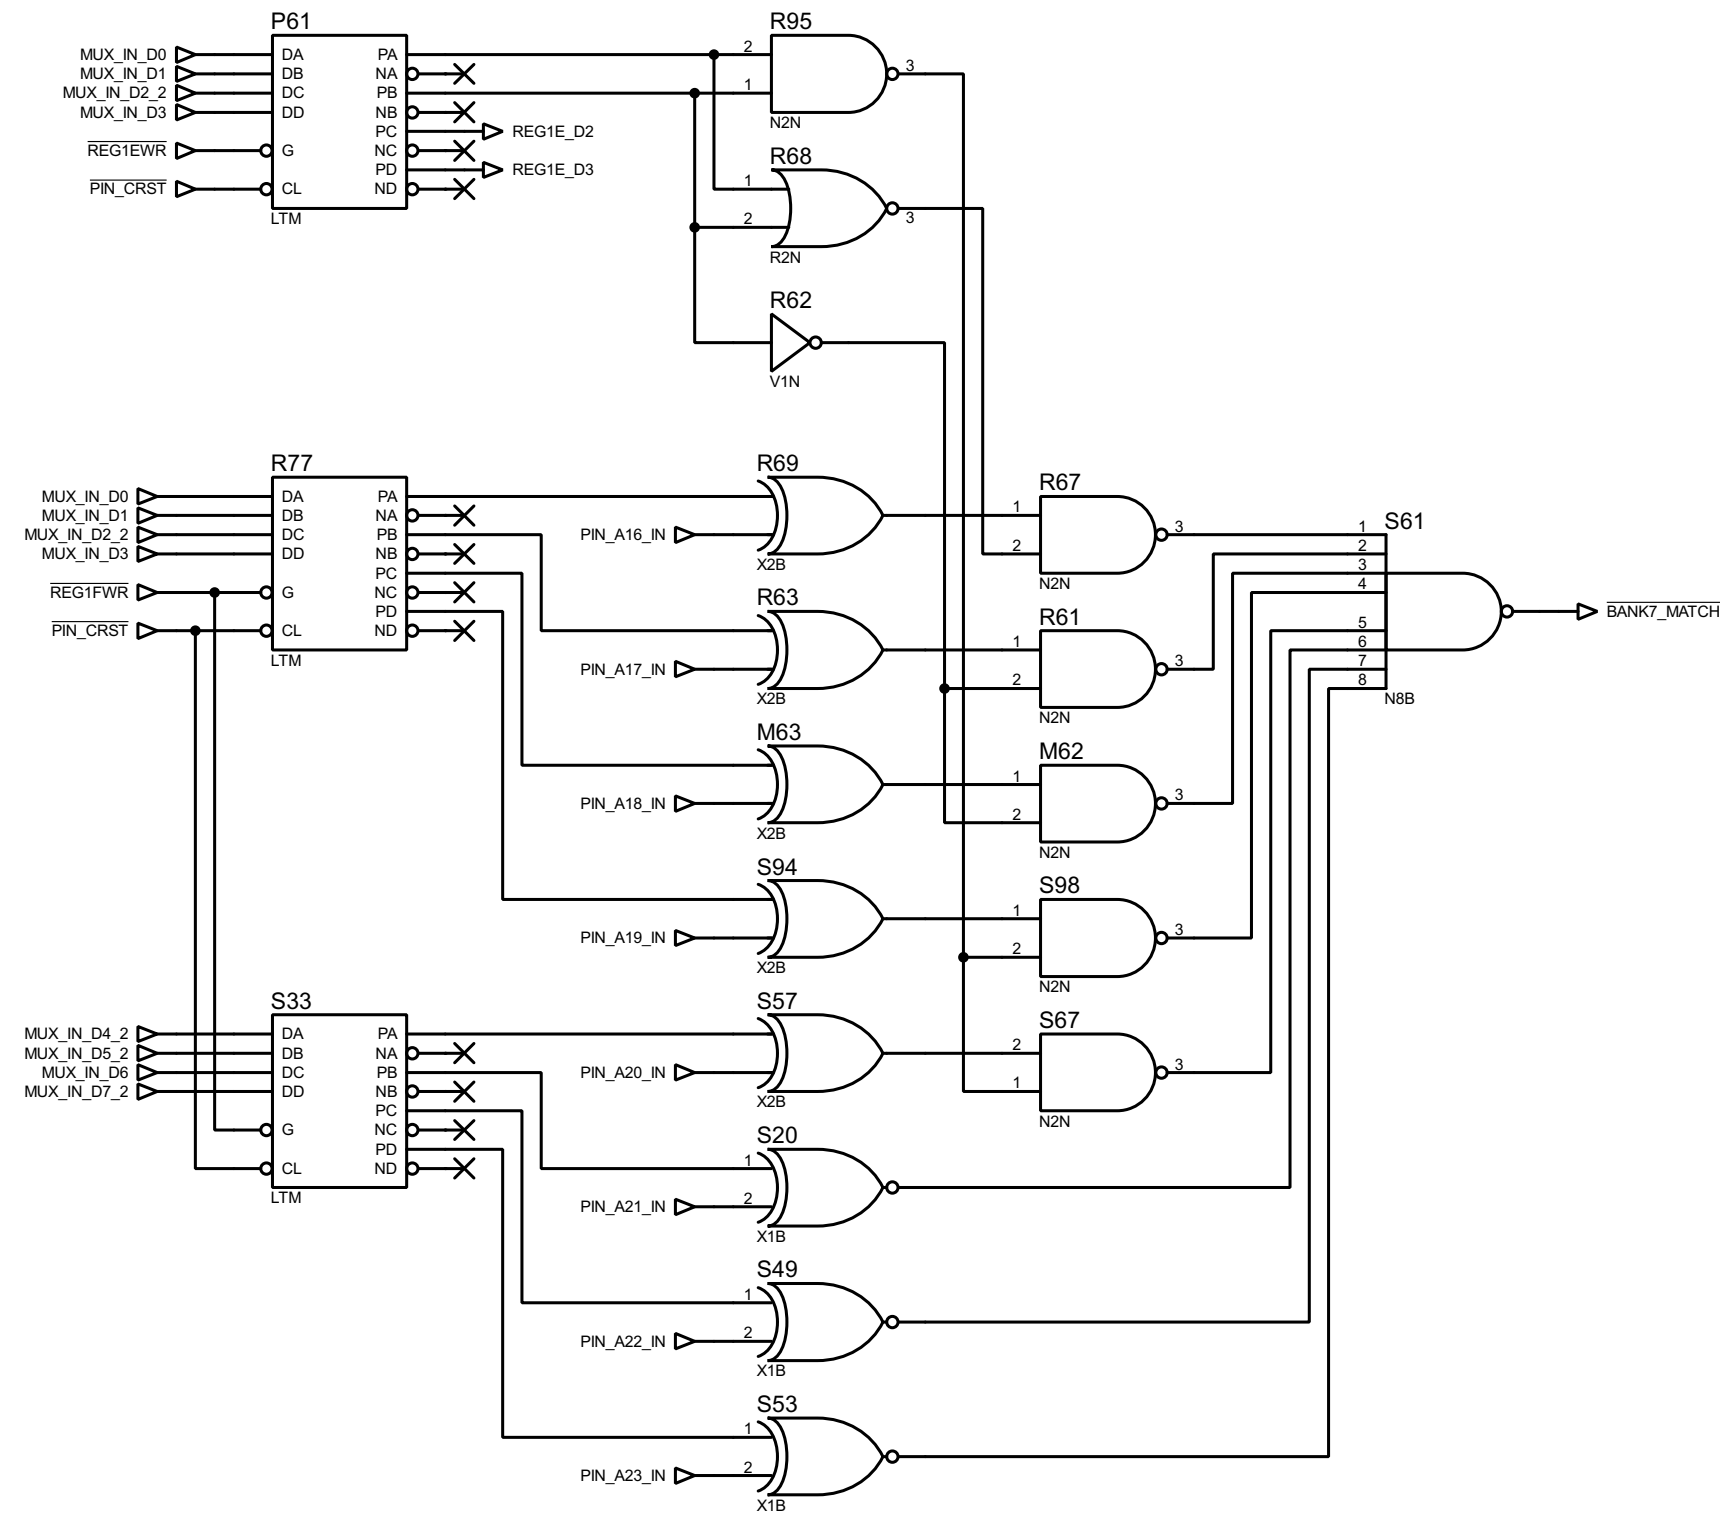 P61
MUX_IN_D0
MUX_IN_D1
MUX_IN_D2_2
MUX_IN_D3
REG1EWR
PIN_CRST
DA PA
DB NA
DC PB
DD NB
PC
G NC
PD
CL ND
LTM
REG1E_D2
REG1E_D3
R95
2
1
3
N2N
R68
1
2
3
R2N
R62
V1N
R77
MUX_IN_D0
MUX_IN_D1
MUX_IN_D2_2
MUX_IN_D3
REG1FWR
PIN_CRST
DA PA
DB NA
DC PB
DD NB
PC
G NC
PD
CL ND
LTM
R69
PIN_A16_IN
X2B
R67
1
2
3
N2N
R63
PIN_A17_IN
X2B
R61
1
2
3
N2N
M63
PIN_A18_IN
X2B
M62
1
2
3
N2N
S94
PIN_A19_IN
X2B
S98
1
2
3
N2N
S61
1
2
3
4
5
6
7
8
N8B
BANK7_MATCH
S33
MUX_IN_D4_2
MUX_IN_D5_2
MUX_IN_D6
MUX_IN_D7_2
DA PA
DB NA
DC PB
DD NB
PC
G NC
PD
CL ND
LTM
S57
PIN_A20_IN
X2B
S67
2
1
3
N2N
S20
1
PIN_A21_IN 2
X1B
S49
1
PIN_A22_IN 2
X1B
S53
1
PIN_A23_IN 2
X1B